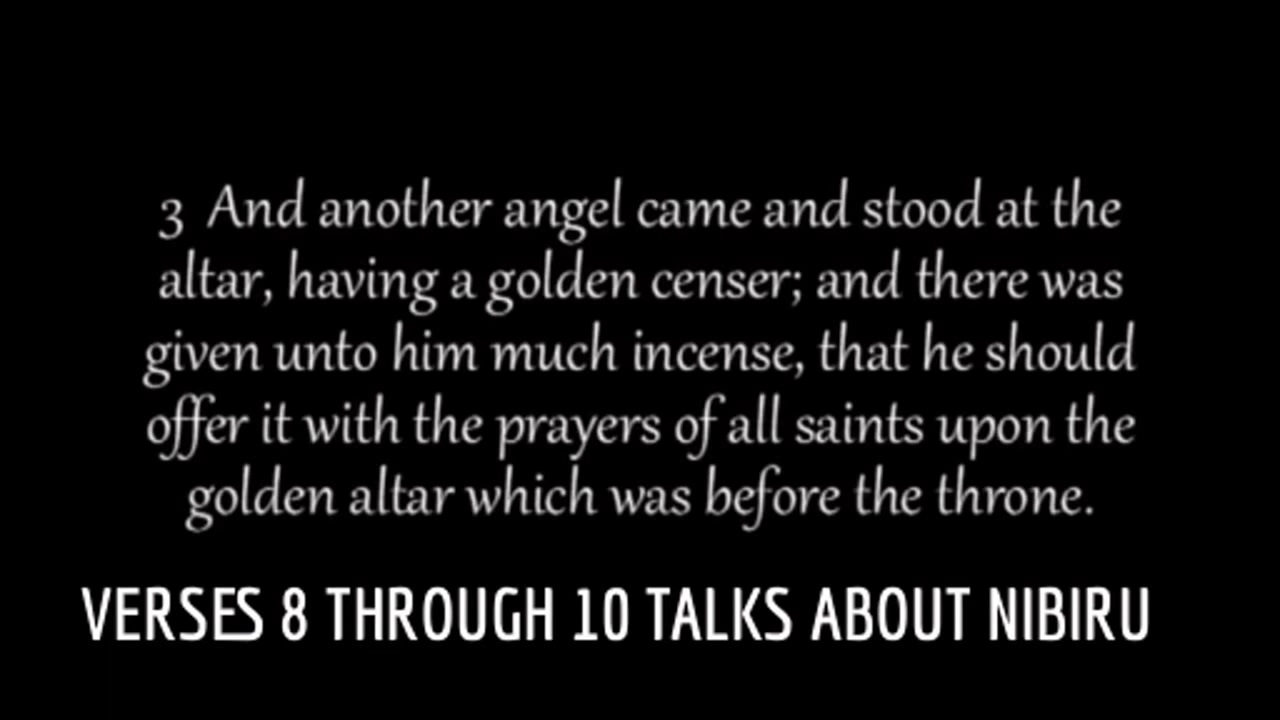 3 And another angel came and stood at the
altar, having a golden censer; and there was
given unto him much incense, that he should
offer it with the prayers of all saints upon the
golden altar which was before the throne.
VERSES 8 THROUGH 10 TALKS ABOUT NIBIRU